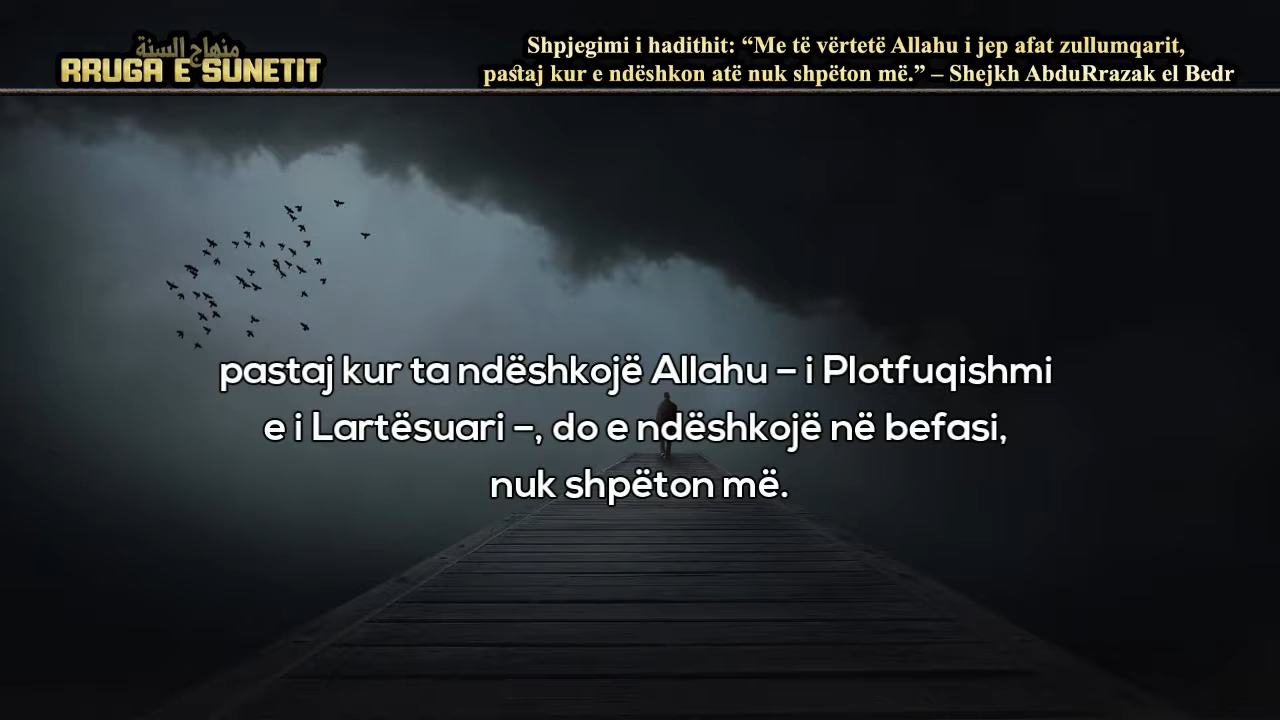 منهاج السنة
RRUGA E SUNETIT
Shpjegimi i hadithit: “Me të vërtetë Allahu i jep afat zullumqarit,
pastaj kur e ndëshkon atë nuk shpëton më.” – Shejkh AbduRrazak el Bedr
pastaj kur ta ndëshkojë Allahu – i Plotfuqishmi
e i Lartësuari –, do e ndëshkojë në befasi,
nuk shpëton më.